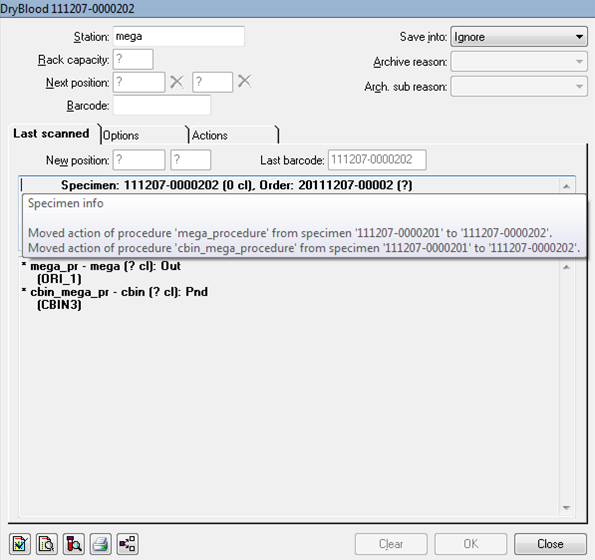 DryBlood 111207-0000202
Station: mega Save into: Ignore
Rack capacity: ? Archive reason:
Next position: ? ? Arch. sub reason:
Barcode:
Last scanned Options Actions
New position: ? ? Last barcode: 111207-0000202
Specimen: 111207-0000202 (0 cl), Order: 20111207-00002 (?)
Specimen info
Moved action of procedure 'mega_procedure' from specimen '111207-0000201' to '111207-0000202'.
Moved action of procedure 'cbin_mega_procedure' from specimen '111207-0000201' to '111207-0000202'.
* mega_pr - mega (? cl): Out
(ORI_1)
* cbin_mega_pr - cbin (? cl): Pnd
(CBIN3)
Clear OK Close